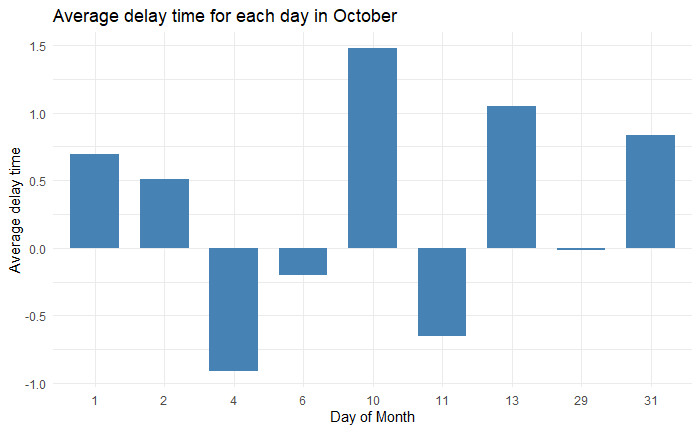 Average delay time for each day in October
1.5
1.0
0.5
0.0
-0.5
-1.0
Average delay time
1 2 4 6 10 11 13 29 31
Day of Month